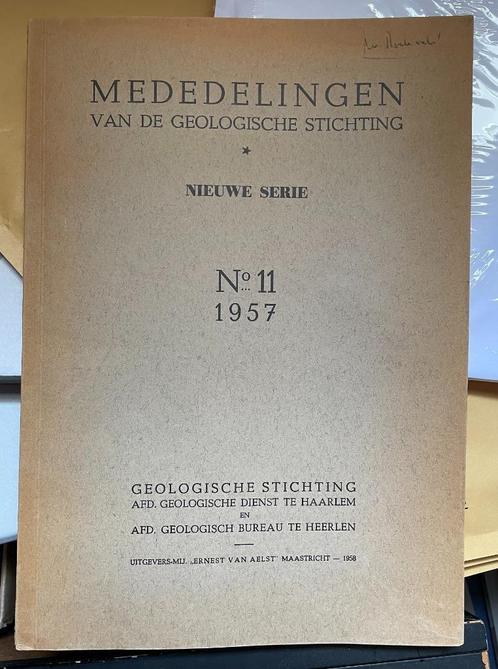 MEDEDELINGEN
VAN DE GEOLOGISCHE STICHTING
★
NIEUWE SERIE
No. 11
1957
GEOLOGISCHE STICHTING
AFD. GEOLOGISCHE DIENST TE HAARLEM
EN
AFD. GEOLOGISCH BUREAU TE HEERLEN
UITGEVERS-MIJ. „ERNEST VAN AELST” MAASTRICHT — 1958